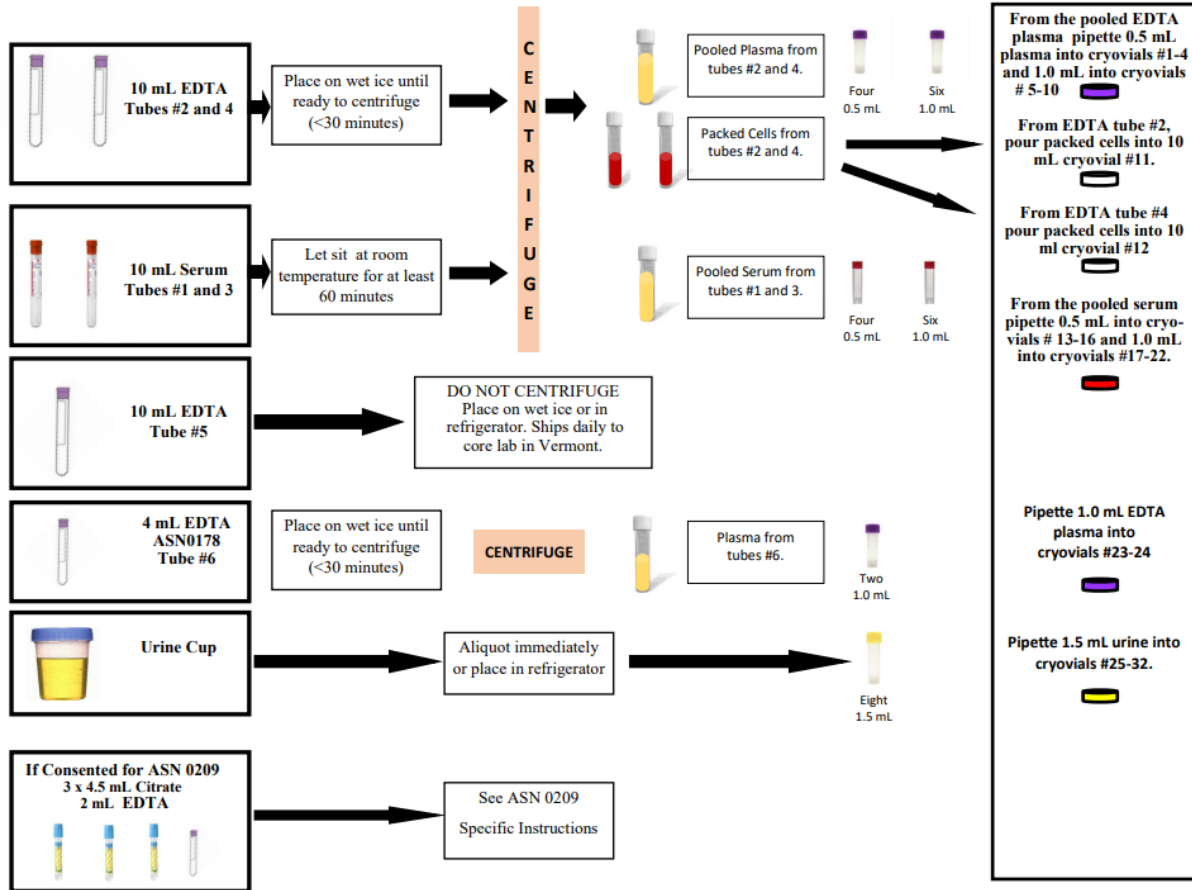 10 mL EDTA
Tubes #2 and 4
Place on wet ice until
ready to centrifuge
(<30 minutes)
C
E
N
T
R
I
F
U
G
E
Pooled Plasma from
tubes #2 and 4.
Four
0.5 mL
Six
1.0 mL
Packed Cells from
tubes #2 and 4.
10 mL Serum
Tubes #1 and 3
Let sit at room
temperature for at least
60 minutes
Pooled Serum from
tubes #1 and 3.
Four
0.5 mL
Six
1.0 mL
10 mL EDTA
Tube #5
DO NOT CENTRIFUGE
Place on wet ice or in
refrigerator. Ships daily to
core lab in Vermont.
4 mL EDTA
ASN0178
Tube #6
Place on wet ice until
ready to centrifuge
(<30 minutes)
CENTRIFUGE
Plasma from
tubes #6.
Two
1.0 mL
Urine Cup
Aliquot immediately
or place in refrigerator
Eight
1.5 mL
If Consented for ASN 0209
3 x 4.5 mL Citrate
2 mL EDTA
See ASN 0209
Specific Instructions
From the pooled EDTA
plasma pipette 0.5 mL
plasma into cryovials #1-4
and 1.0 mL into cryovials
# 5-10
From EDTA tube #2,
pour packed cells into 10
mL cryovial #11.
From EDTA tube #4
pour packed cells into 10
ml cryovial #12
From the pooled serum
pipette 0.5 mL into cryo-
vials # 13-16 and 1.0 mL
into cryovials #17-22.
Pipette 1.0 mL EDTA
plasma into
cryovials #23-24
Pipette 1.5 mL urine into
cryovials #25-32.